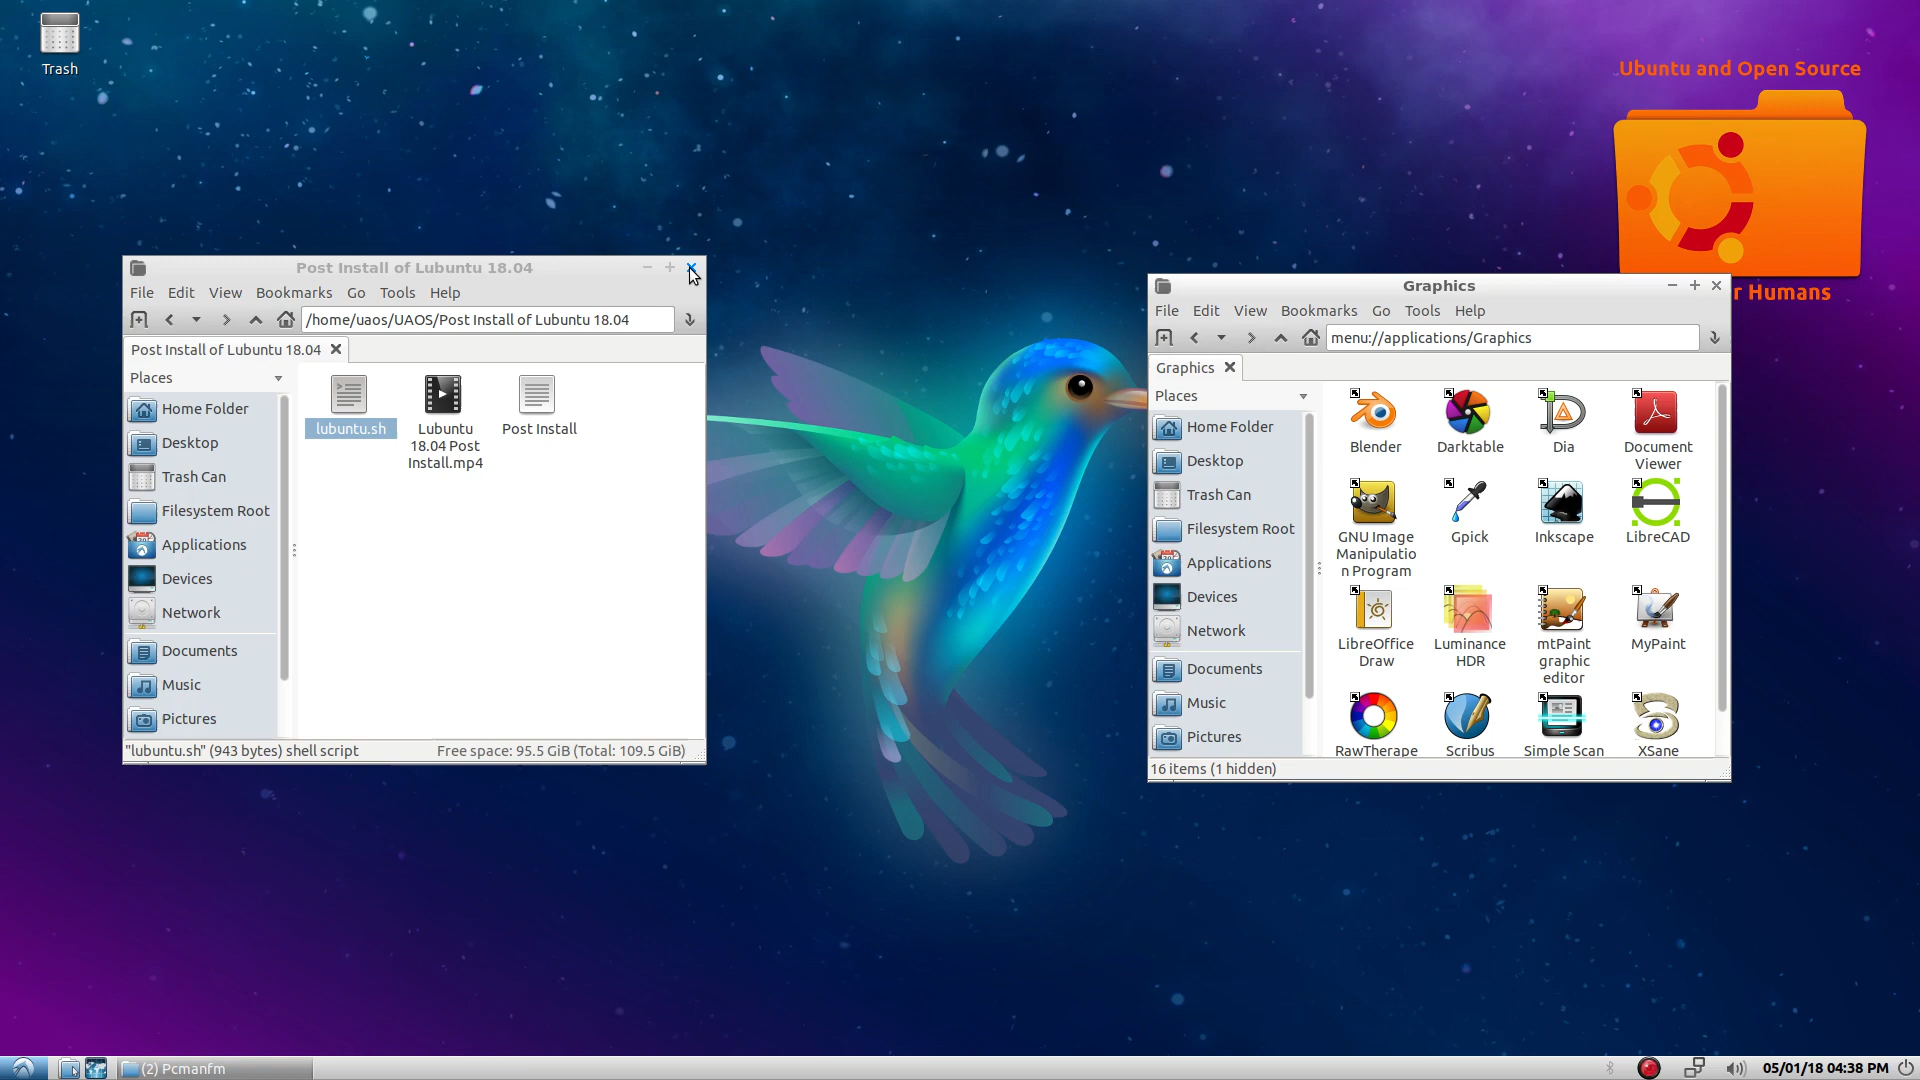 Trash
Ubuntu and Open Source
r Humans
Post Install of Lubuntu 18.04
File Edit View Bookmarks Go Tools Help
/home/uaos/UAOS/Post Install of Lubuntu 18.04
Post Install of Lubuntu 18.04
Places
Home Folder
Desktop
Trash Can
Filesystem Root
Applications
Devices
Network
Documents
Music
Pictures
lubuntu.sh
Lubuntu
18.04 Post
Install.mp4
Post Install
"lubuntu.sh" (943 bytes) shell script
Free space: 95.5 GiB (Total: 109.5 GiB)
Graphics
File Edit View Bookmarks Go Tools Help
menu://applications/Graphics
Graphics
Places
Home Folder
Desktop
Trash Can
Filesystem Root
Applications
Devices
Network
Documents
Music
Pictures
Blender
Darktable
Dia
Document
Viewer
GNU Image
Manipulatio
n Program
Gpick
Inkscape
LibreCAD
LibreOffice
Draw
Luminance
HDR
mtPaint
graphic
editor
MyPaint
RawTherape
Scribus
Simple Scan
XSane
16 items (1 hidden)
(2) Pcmanfm
05/01/18 04:38 PM